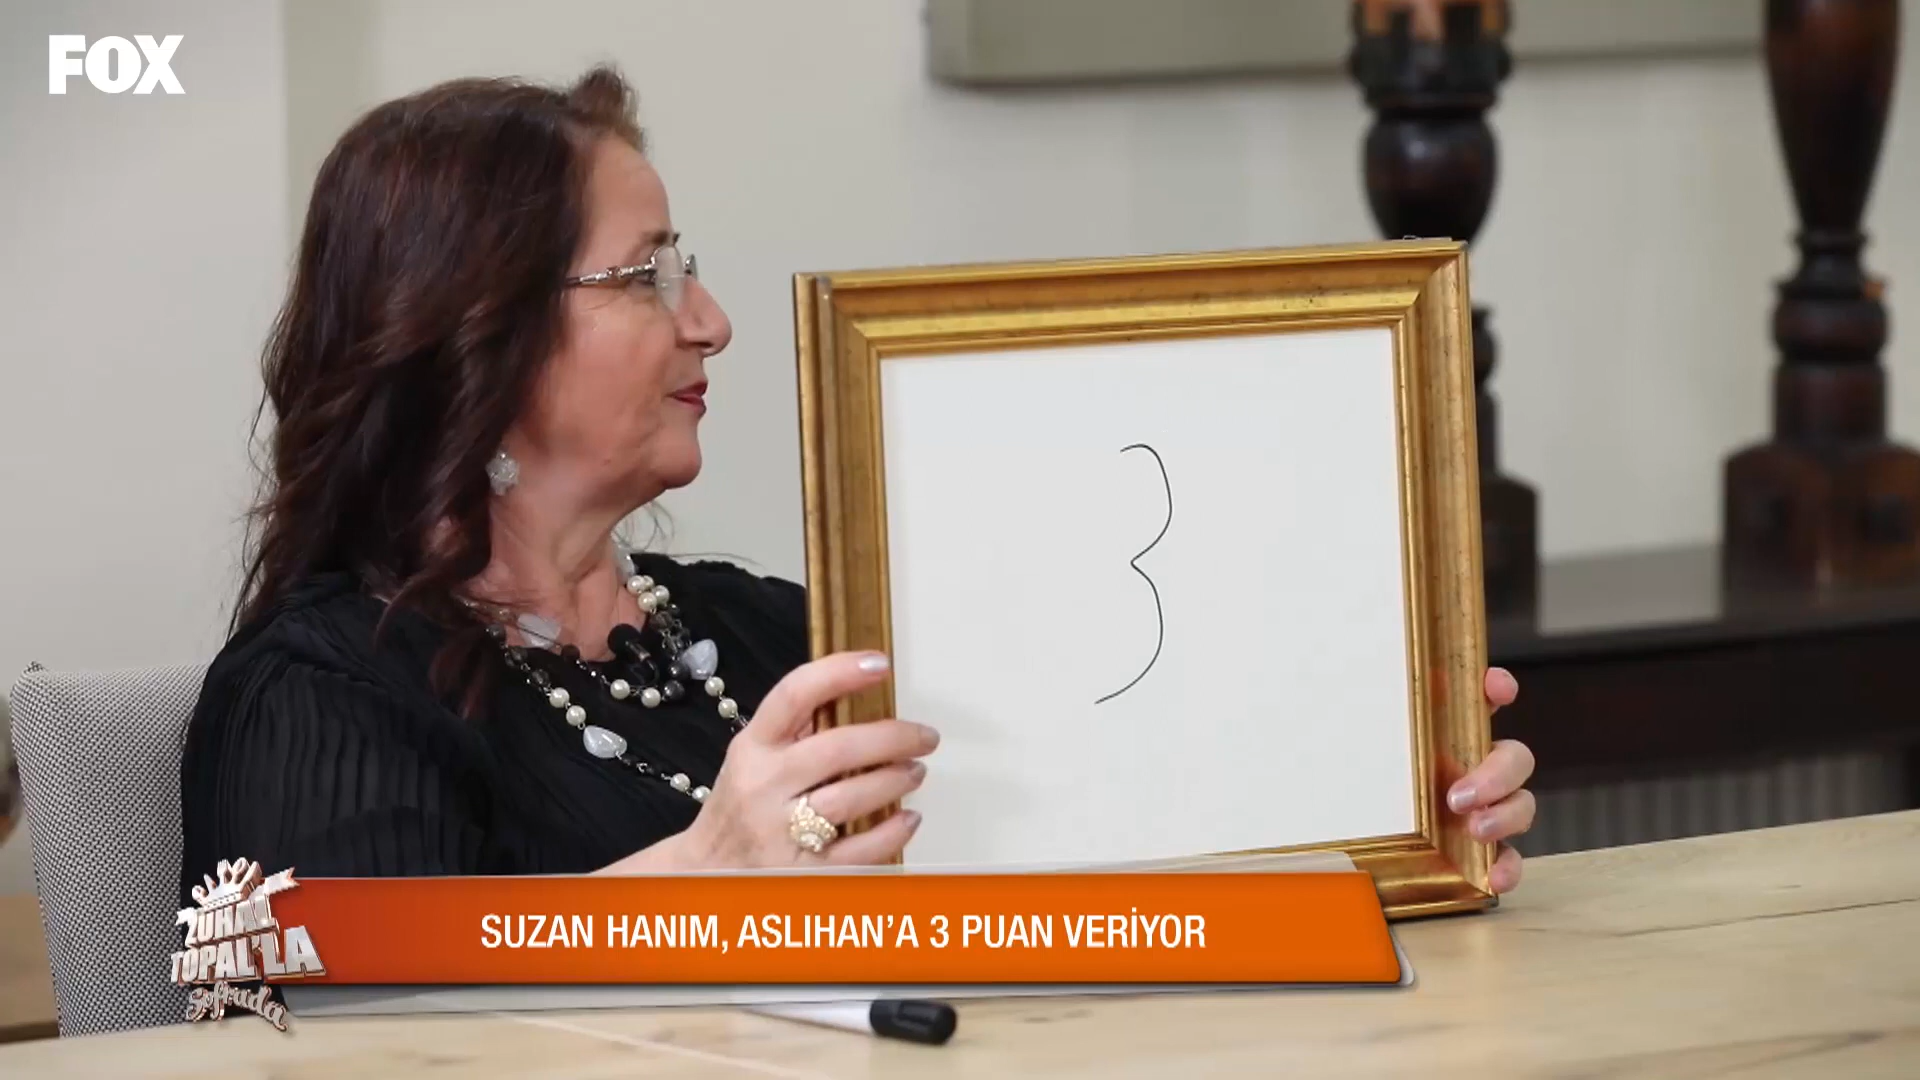 FOX
3
SUZAN HANIM, ASLIHAN'A 3 PUAN VERİYOR
ZUHAL
TOPAL'LA
Sofrada